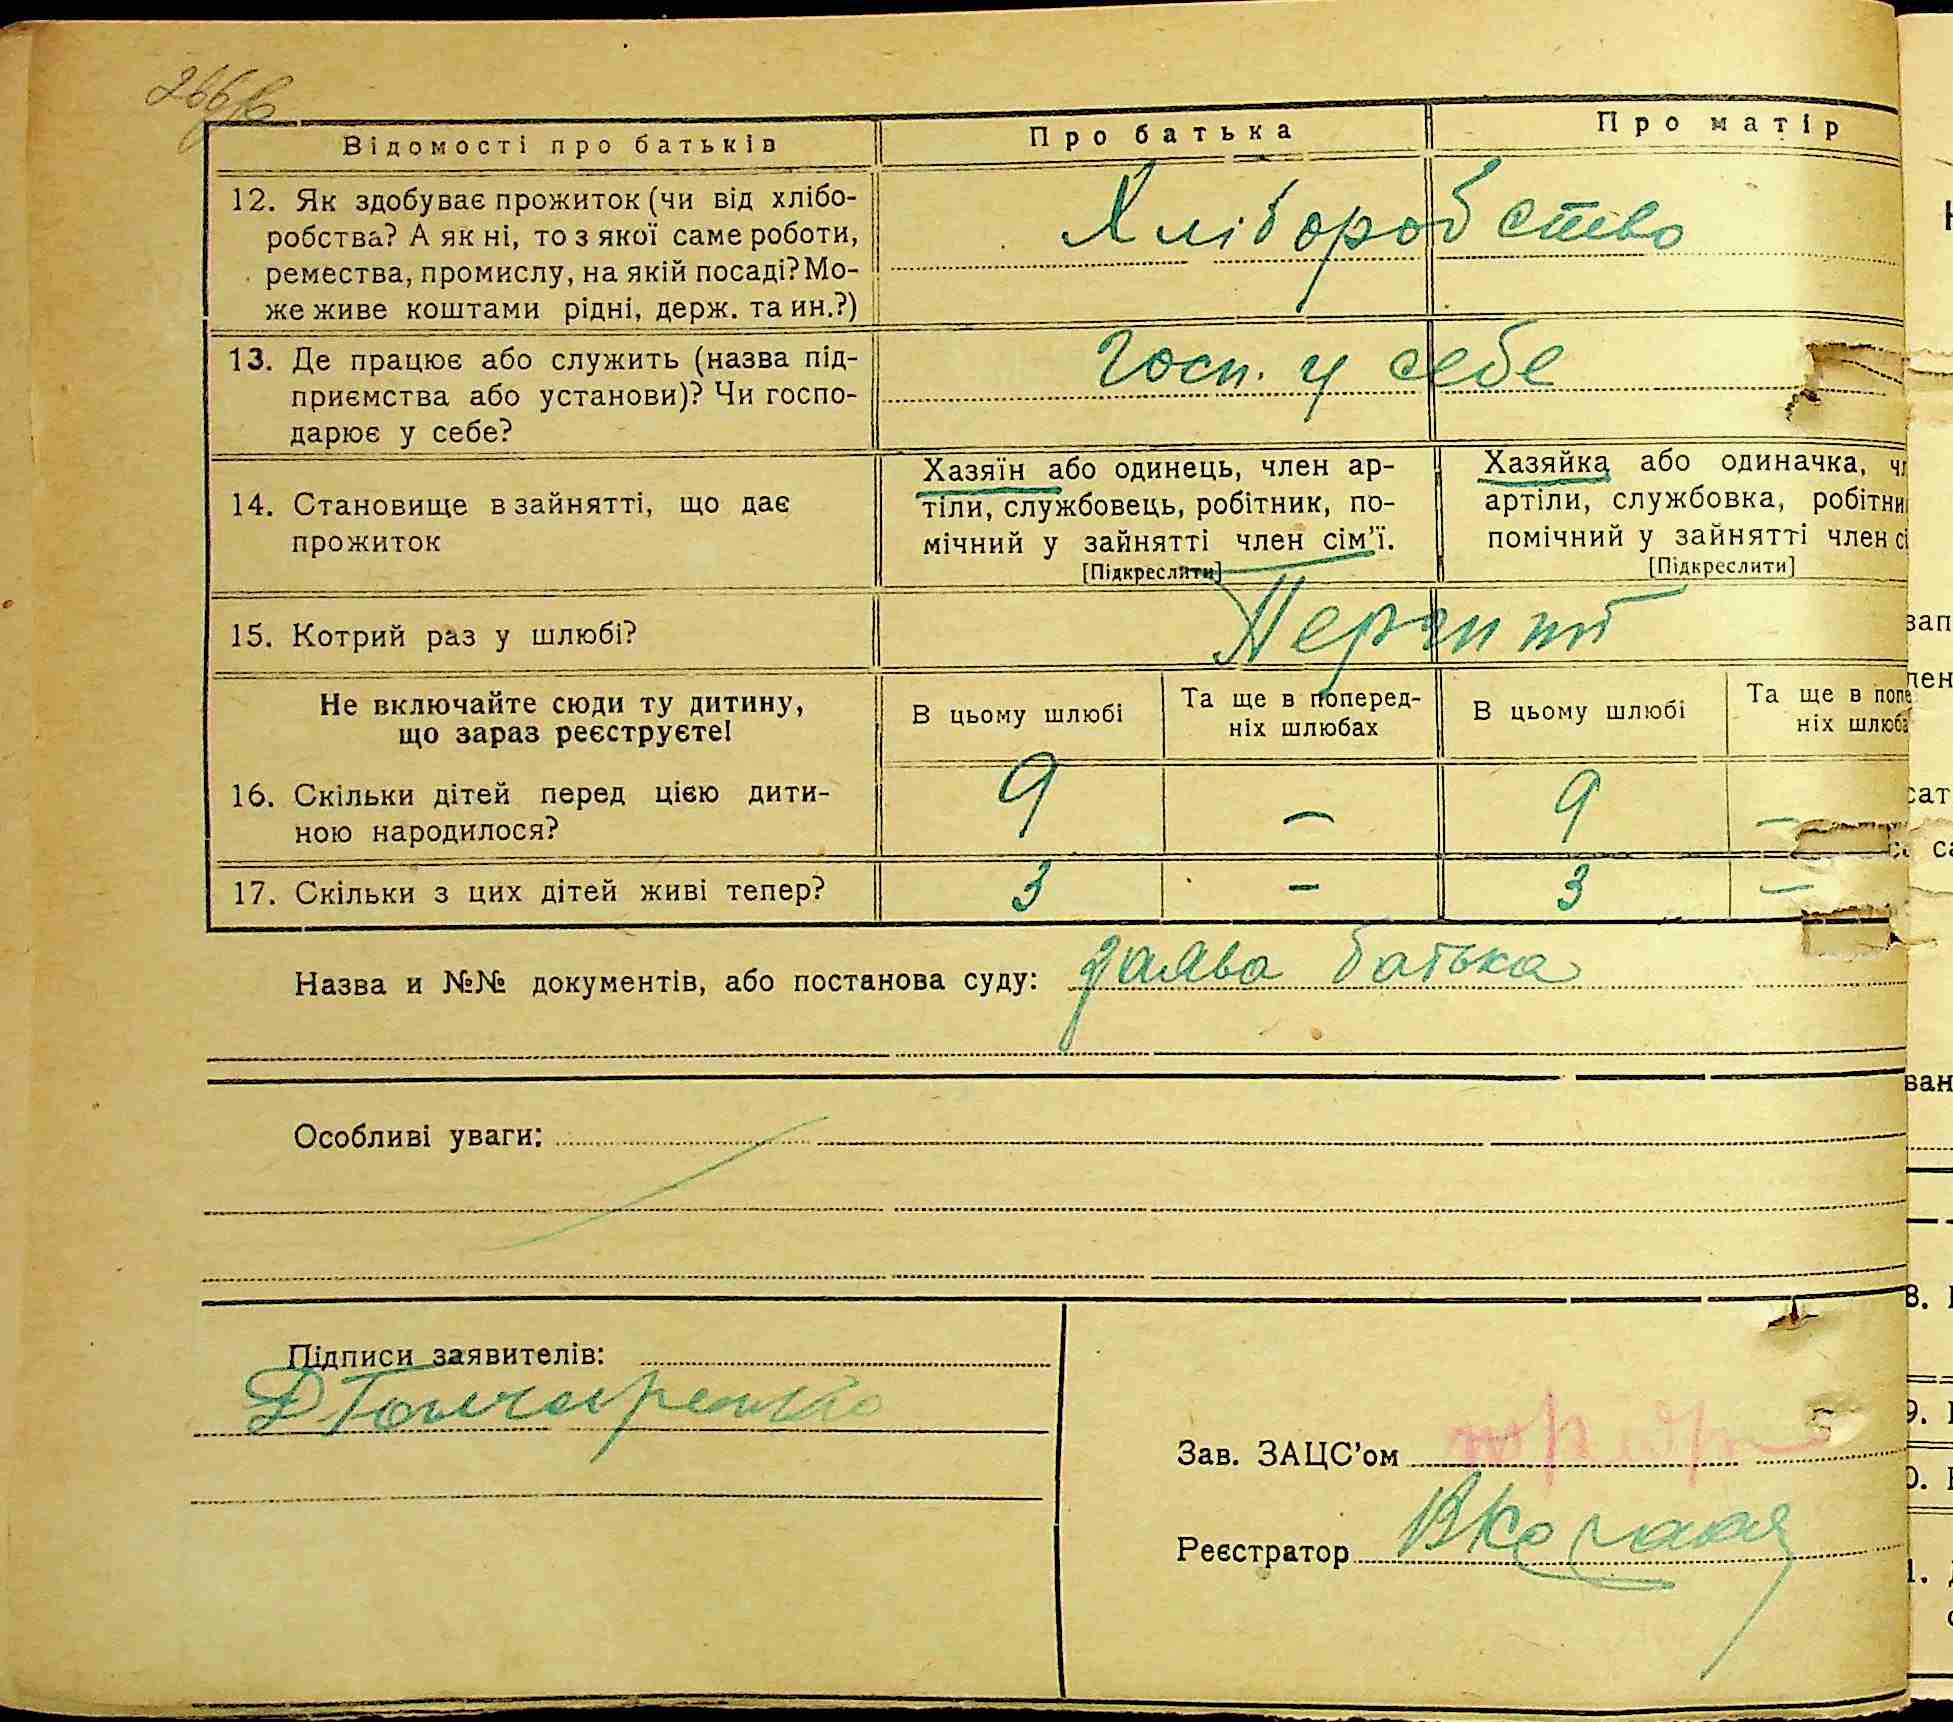 Відомості про батьків
Про батька
Про матір
12. Як здобуває прожиток (чи від хлібо-
робства? А як ні, то з якої саме роботи,
ремества, промислу, на якій посаді? Мо-
же живе коштами рідні, держ. та ин.?)
Хліборобство
13. Де працює або служить (назва під-
приємства або установи)? Чи госпо-
дарює у себе?
Госп. у себе
14. Становище в зайнятті, що дає
прожиток
Хазяїн або одинець, член ар-
тіли, службовець, робітник, по-
мічний у зайнятті член сім'ї.
[Підкреслити]
Хазяйка або одиначка,
артіли, службовка,
помічний у зайнятті член
[Підкреслити]
15. Котрий раз у шлюбі?
Перший
Не включайте сюди ту дитину,
що зараз реєструєте!
В цьому шлюбі
Та ще в поперед-
ніх шлюбах
В цьому шлюбі
Та ще в
ніх
16. Скільки дітей перед цією дити-
ною народилося?
9
—
9
—
17. Скільки з цих дітей живі тепер?
3
—
3
—
Назва и №№ документів, або постанова суду: заява батька
Особливі уваги:
Підписи заявителів:
Д Гончаренко
Зав. ЗАЦС'ом
Реєстратор